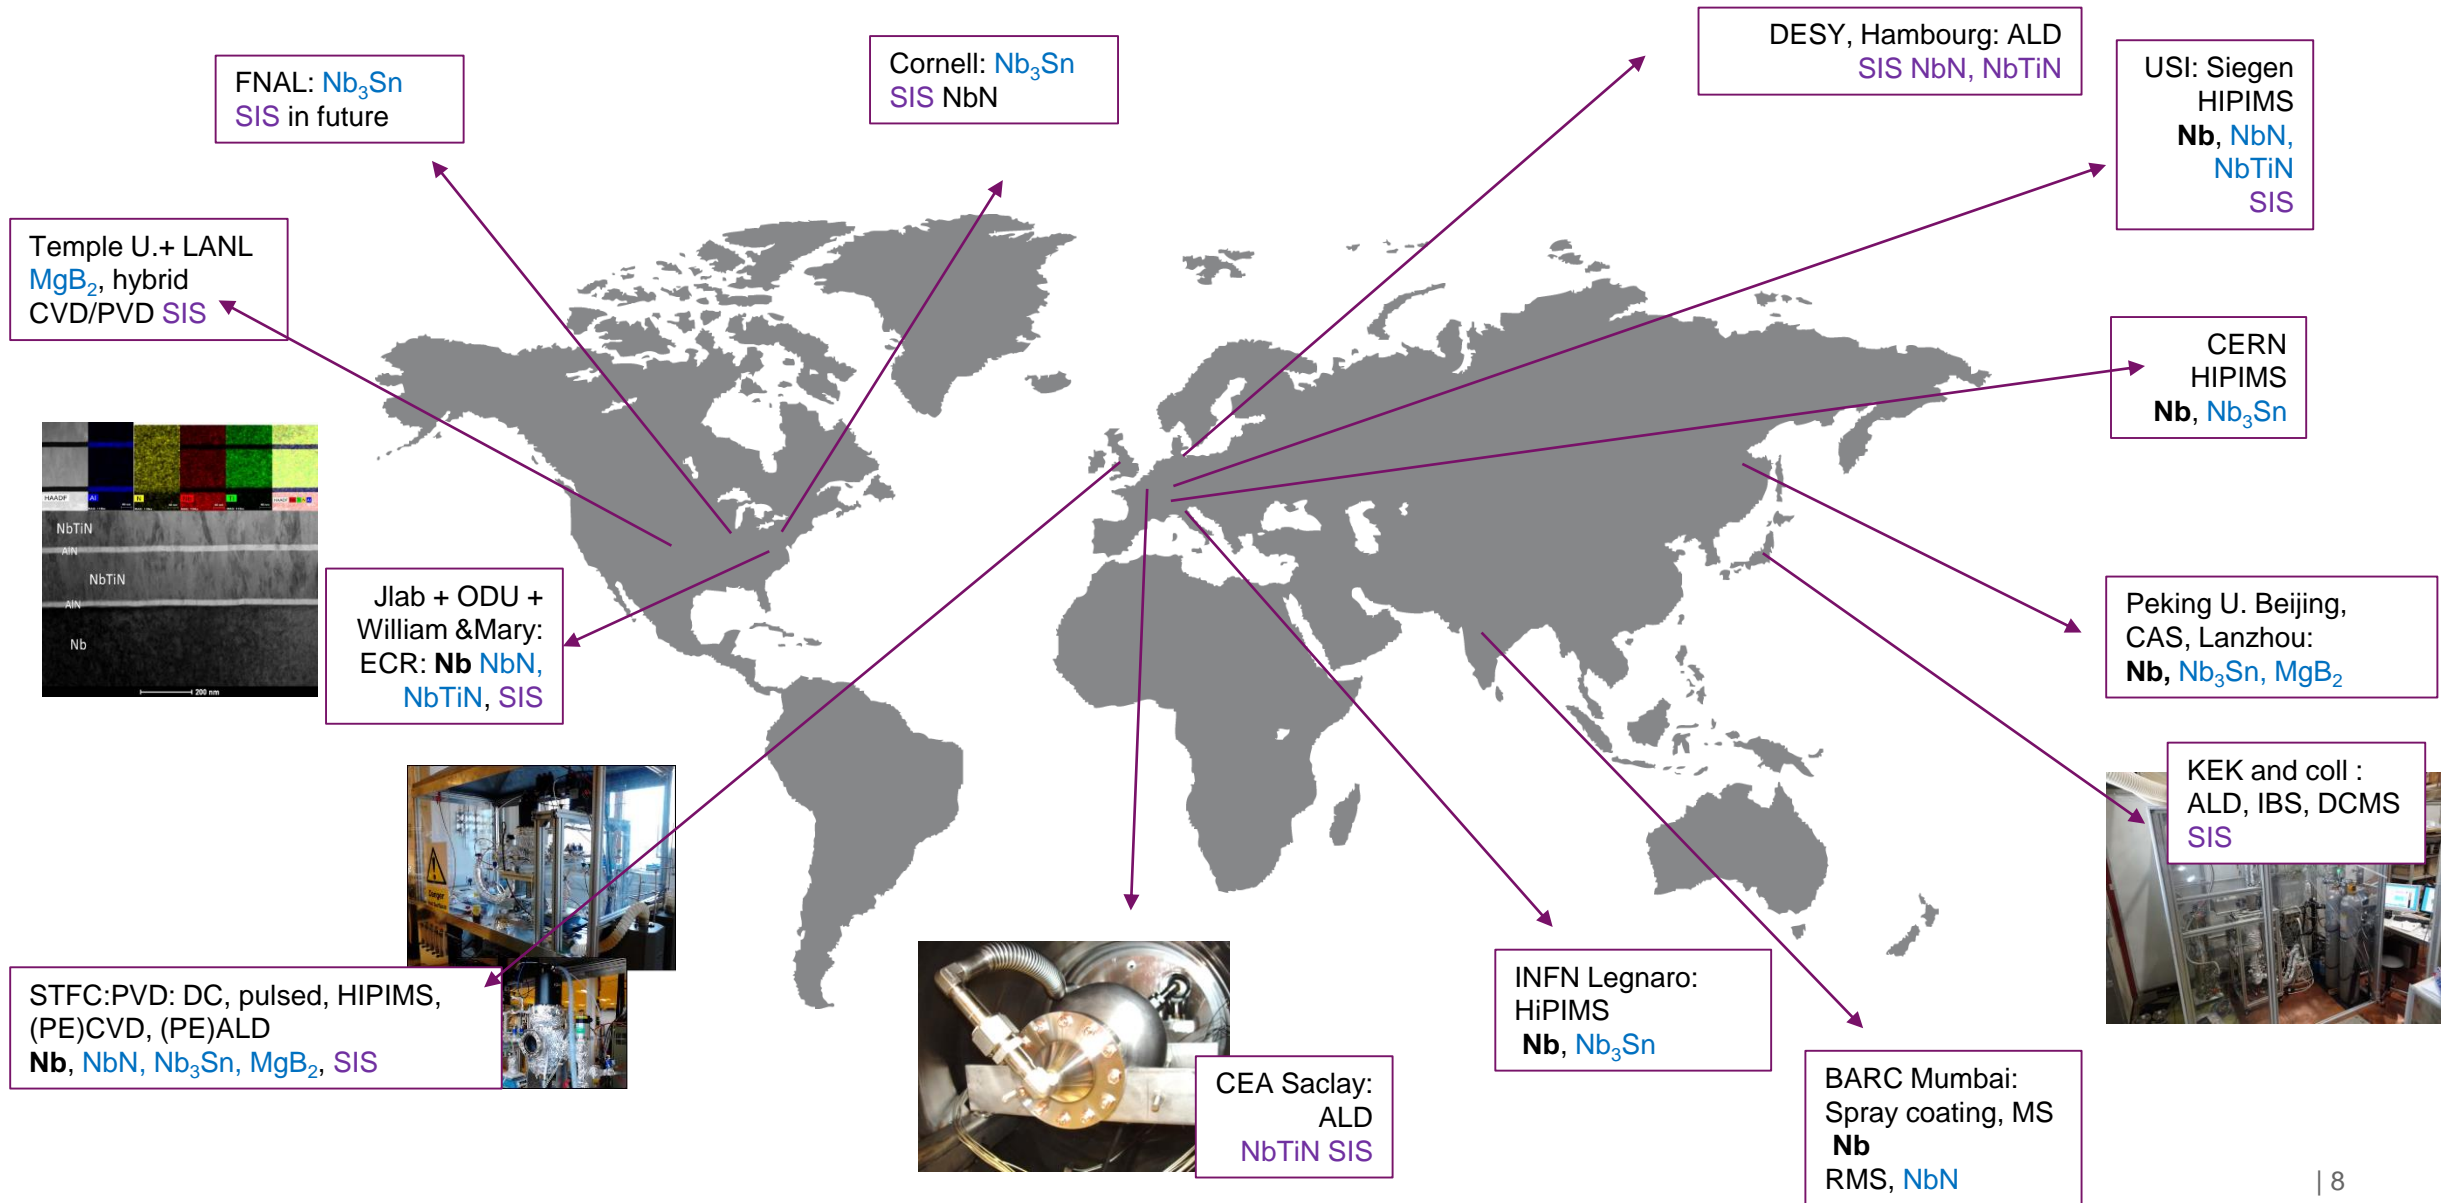 FNAL: Nb₃Sn
SIS in future
Cornell: Nb₃Sn
SIS NbN
DESY, Hambourg: ALD
SIS NbN, NbTiN
USI: Siegen
HIPIMS
Nb, NbN,
NbTiN
SIS
Temple U.+ LANL
MgB₂, hybrid
CVD/PVD SIS
CERN
HIPIMS
Nb, Nb₃Sn
HAADF
Al
N
Ti
NbTiN
AlN
NbTiN
AlN
Nb
200 nm
Jlab + ODU +
William &Mary:
ECR: Nb NbN,
NbTiN, SIS
Peking U. Beijing,
CAS, Lanzhou:
Nb, Nb₃Sn, MgB₂
KEK and coll :
ALD, IBS, DCMS
SIS
Danger
STFC:PVD: DC, pulsed, HIPIMS,
(PE)CVD, (PE)ALD
Nb, NbN, Nb₃Sn, MgB₂, SIS
CEA Saclay:
ALD
NbTiN SIS
INFN Legnaro:
HiPIMS
Nb, Nb₃Sn
BARC Mumbai:
Spray coating, MS
Nb
RMS, NbN
| 8